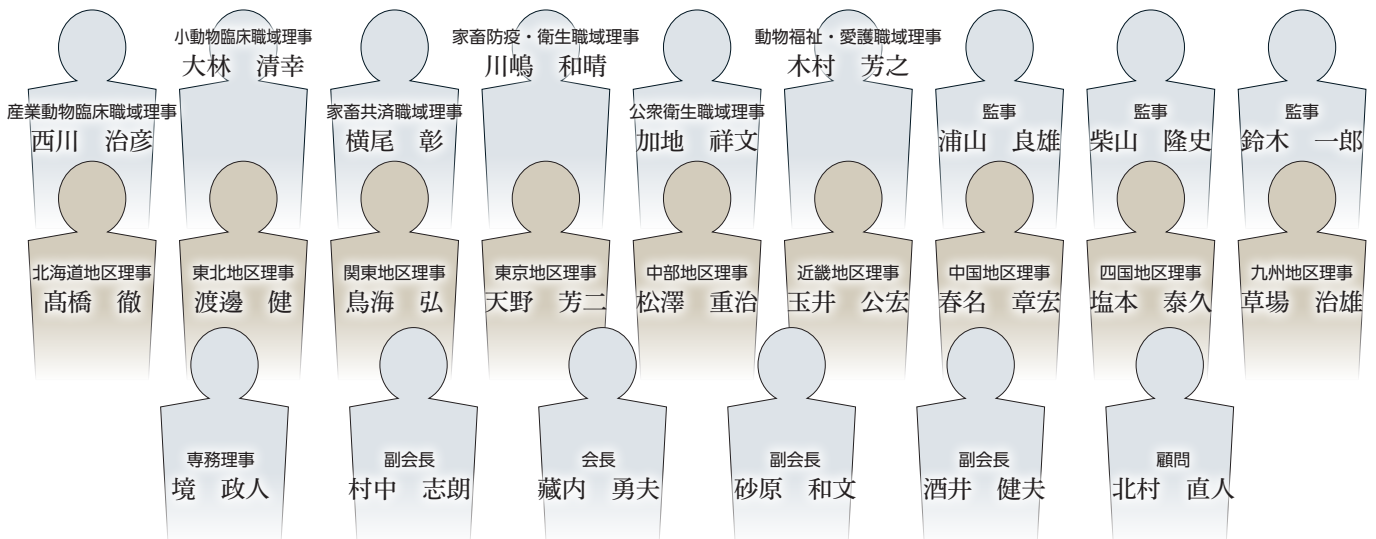 産業動物臨床職域理事
西川　治彦
小動物臨床職域理事
大林　清幸
家畜共済職域理事
横尾　彰
家畜防疫・衛生職域理事
川嶋　和晴
公衆衛生職域理事
加地　祥文
動物福祉・愛護職域理事
木村　芳之
監事
浦山　良雄
監事
柴山　隆史
監事
鈴木　一郎
北海道地区理事
髙橋　徹
東北地区理事
渡邊　健
関東地区理事
鳥海　弘
東京地区理事
天野　芳二
中部地区理事
松澤　重治
近畿地区理事
玉井　公宏
中国地区理事
春名　章宏
四国地区理事
塩本　泰久
九州地区理事
草場　治雄
専務理事
境　政人
副会長
村中　志朗
会長
藏内　勇夫
副会長
砂原　和文
副会長
酒井　健夫
顧問
北村　直人